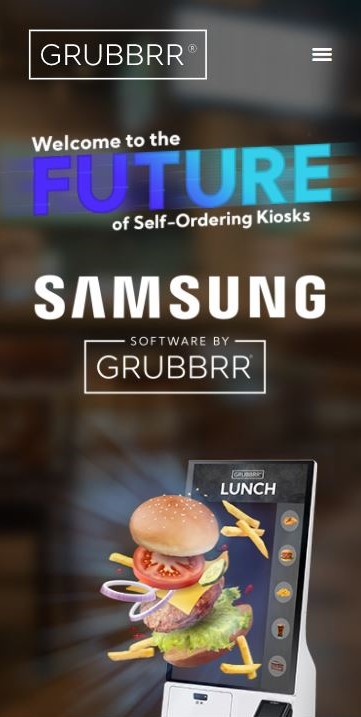 GRUBBRR®
Welcome to the
FUTURE
of Self-Ordering Kiosks
SAMSUNG
SOFTWARE BY
GRUBBRR®
GRUBBRR®
LUNCH